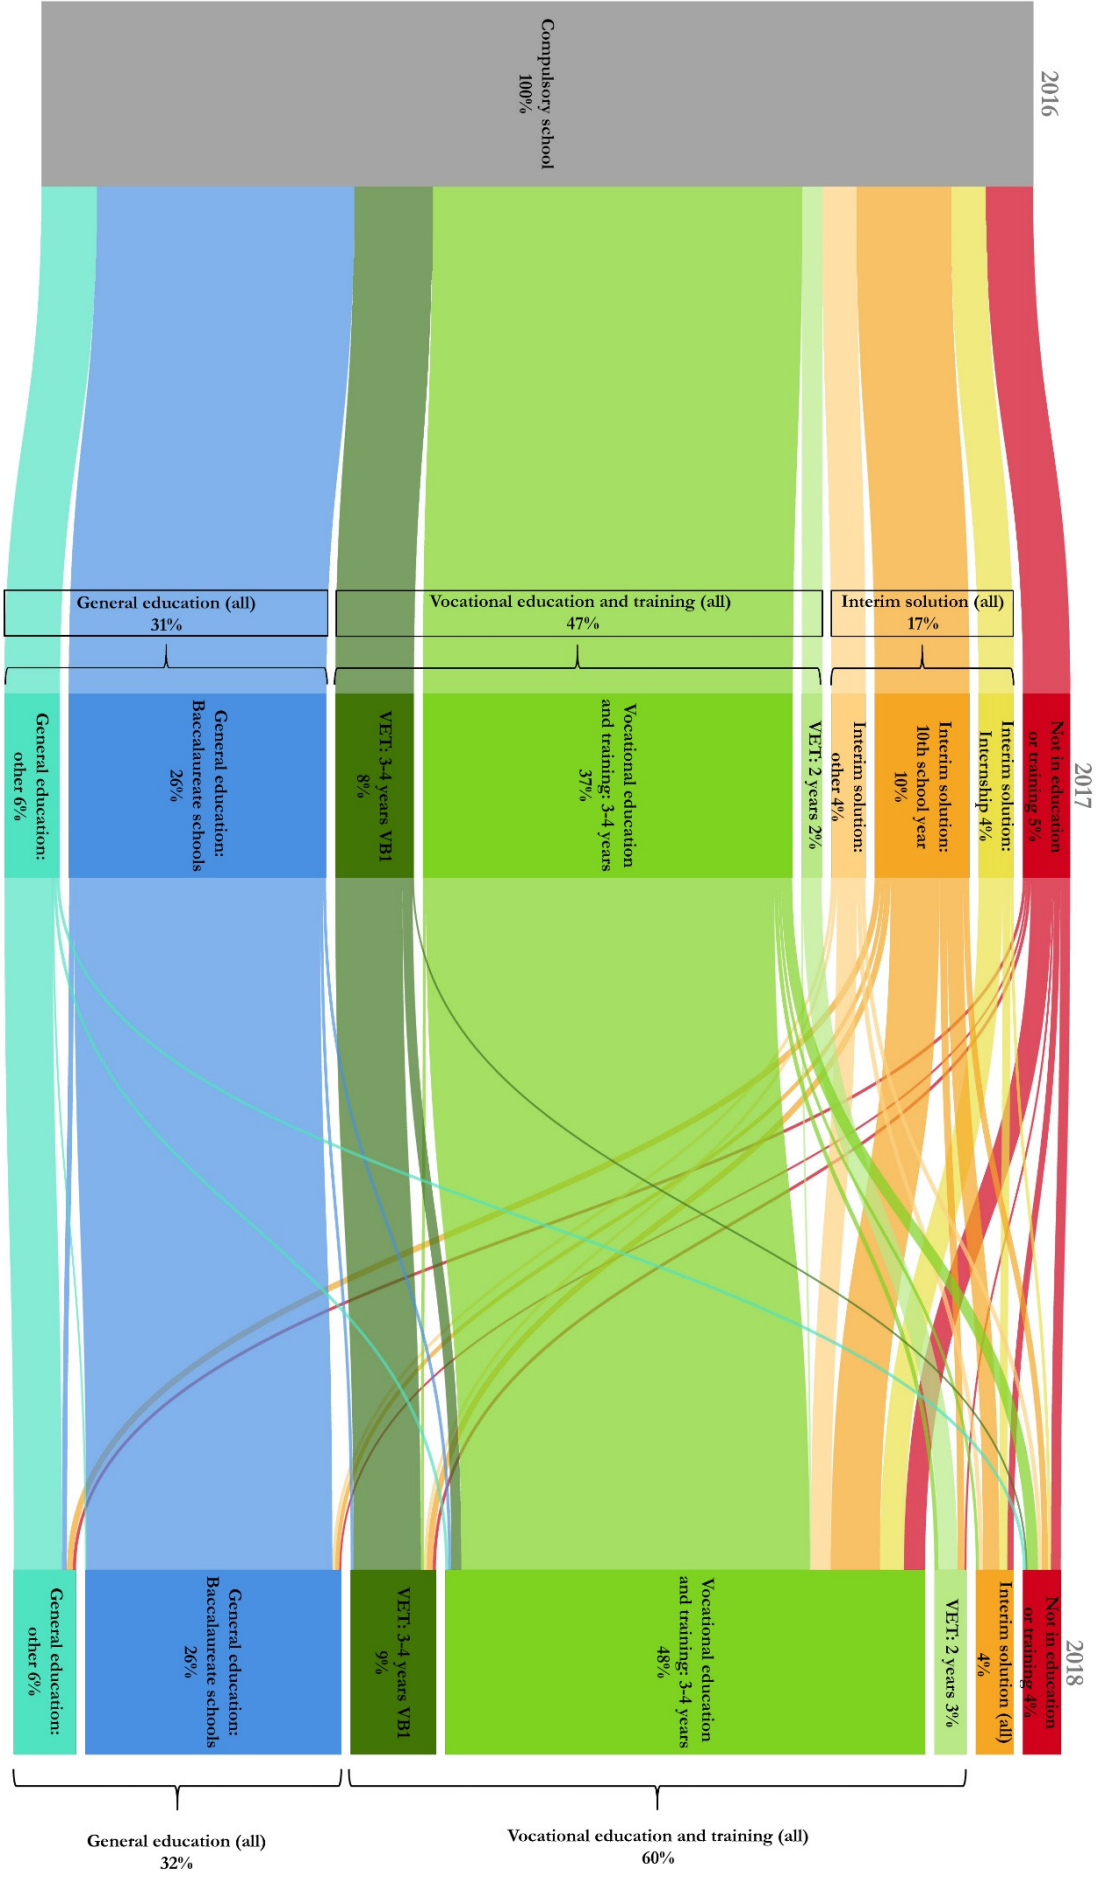 2016
Compulsory school
100%
General education (all)
31%
Vocational education and training (all)
47%
Interim solution (all)
17%
2017
Not in education
or training 5%
Interim solution:
Internship 4%
Interim solution:
10th school year
10%
Interim solution:
other 4%
VET: 2 years 2%
Vocational education
and training: 3-4 years
37%
VET: 3-4 years VB1
8%
General education:
Baccalaureate schools
26%
General education:
other 6%
2018
Not in education
or training 4%
Interim solution (all)
4%
VET: 2 years 3%
Vocational education
and training: 3-4 years
48%
VET: 3-4 years VB1
9%
General education:
Baccalaureate schools
26%
General education:
other 6%
General education (all)
32%
Vocational education and training (all)
60%